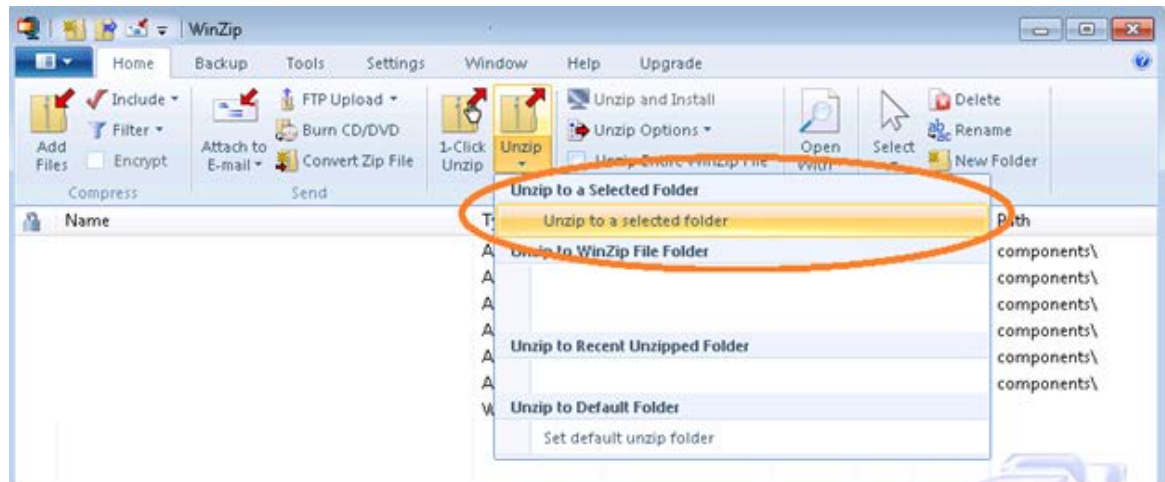 WinZip
Home Backup Tools Settings Window Help Upgrade
Add Files
Include
Filter
Encrypt
Compress
Attach to E-mail
FTP Upload
Burn CD/DVD
Convert Zip File
Send
1-Click Unzip
Unzip
Unzip and Install
Unzip Options
Unzip Entire WinZip File
Open With
Select
Delete
Rename
New Folder
Name
Path
Unzip to a Selected Folder
Unzip to a selected folder
Unzip to WinZip File Folder
Unzip to Recent Unzipped Folder
Unzip to Default Folder
Set default unzip folder
components\
components\
components\
components\
components\
components\